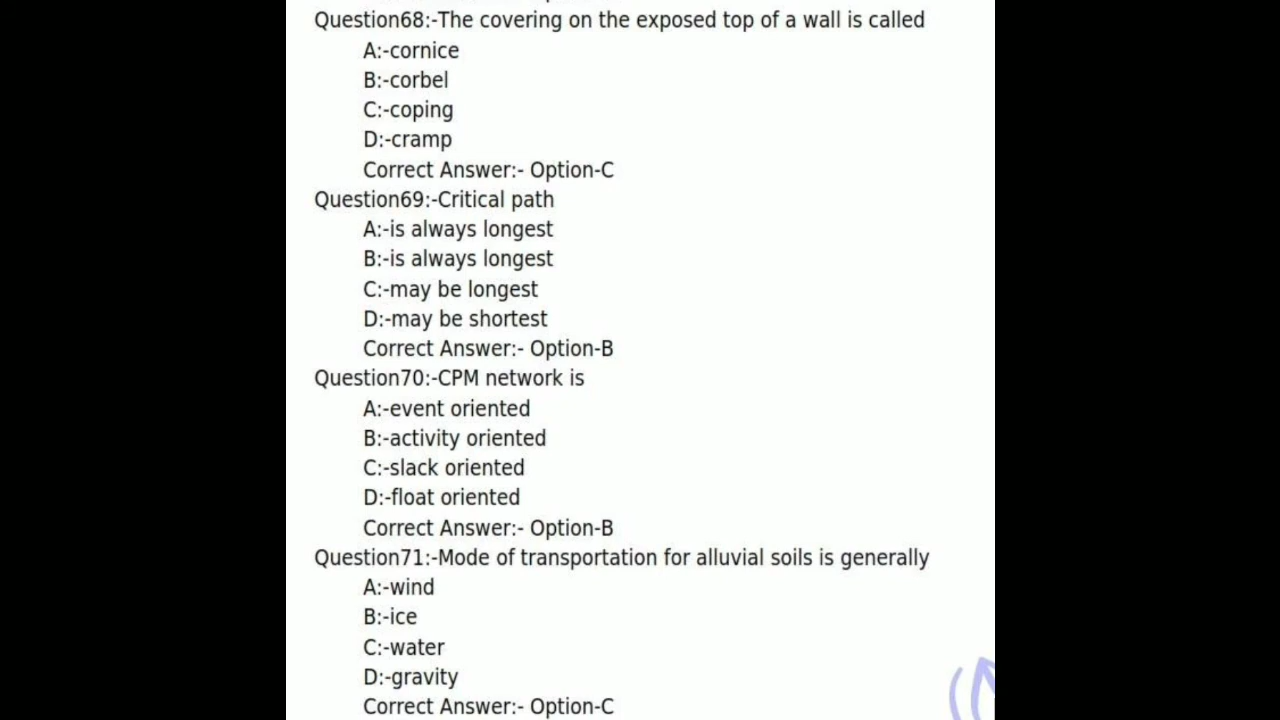 Question68:-The covering on the exposed top of a wall is called
A:-cornice
B:-corbel
C:-coping
D:-cramp
Correct Answer:- Option-C
Question69:-Critical path
A:-is always longest
B:-is always longest
C:-may be longest
D:-may be shortest
Correct Answer:- Option-B
Question70:-CPM network is
A:-event oriented
B:-activity oriented
C:-slack oriented
D:-float oriented
Correct Answer:- Option-B
Question71:-Mode of transportation for alluvial soils is generally
A:-wind
B:-ice
C:-water
D:-gravity
Correct Answer:- Option-C